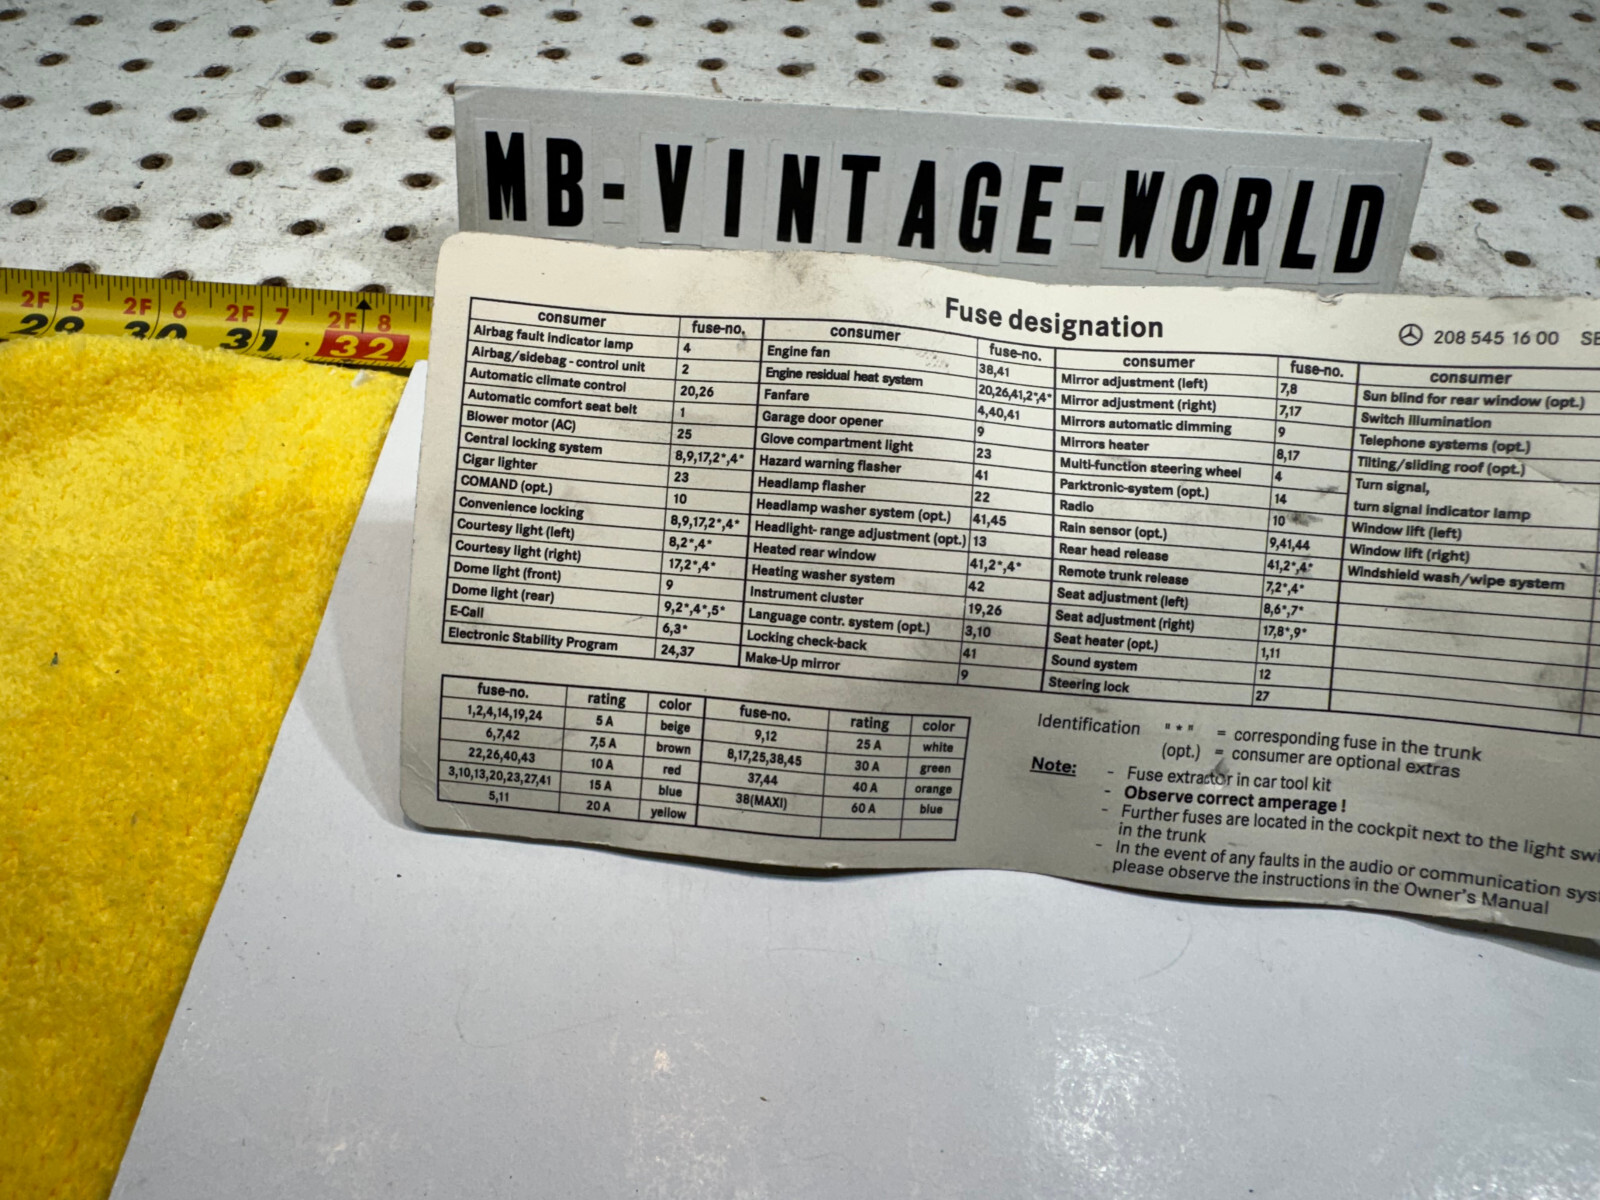 MB-VINTAGE-WORLD
2F 5 2F 6 2F 7 2F 8
29 30 31 32
Fuse designation
208 545 16 00
consumer fuse-no. consumer fuse-no. consumer fuse-no. consumer
Airbag fault indicator lamp 4 Engine fan 38,41 Mirror adjustment (left) 7,8 Sun blind for rear window (opt.)
Airbag/sidebag - control unit 2 Engine residual heat system 20,26,41,2*,4* Mirror adjustment (right) 7,17 Switch illumination
Automatic climate control 20,26 Fanfare 4,40,41 Mirrors automatic dimming 9 Telephone systems (opt.)
Automatic comfort seat belt 1 Garage door opener 9 Mirrors heater 8,17 Tilting/sliding roof (opt.)
Blower motor (AC) 25 Glove compartment light 23 Multi-function steering wheel 4 Turn signal,
Central locking system 8,9,17,2*,4* Hazard warning flasher 41 Parktronic-system (opt.) 14 turn signal indicator lamp
Cigar lighter 23 Headlamp flasher 22 Radio 10 Window lift (left)
COMAND (opt.) 10 Headlamp washer system (opt.) 41,45 Rain sensor (opt.) 9,41,44 Window lift (right)
Convenience locking 8,9,17,2*,4* Headlight- range adjustment (opt.) 13 Rear head release 41,2*,4* Windshield wash/wipe system
Courtesy light (left) 8,2*,4* Heated rear window 41,2*,4* Remote trunk release 7,2*,4*
Courtesy light (right) 17,2*,4* Heating washer system 42 Seat adjustment (left) 8,6*,7*
Dome light (front) 9 Instrument cluster 19,26 Seat adjustment (right) 17,8*,9*
Dome light (rear) 9,2*,4*,5* Language contr. system (opt.) 3,10 Seat heater (opt.) 1,11
E-Call 6,3* Locking check-back 41 Sound system 12
Electronic Stability Program 24,37 Make-Up mirror 9 Steering lock 27
fuse-no. rating color fuse-no. rating color
1,2,4,14,19,24 5 A beige 9,12 25 A white
6,7,42 7,5 A brown 8,17,25,38,45 30 A green
22,26,40,43 10 A red 37,44 40 A orange
3,10,13,20,23,27,41 15 A blue 38(MAXI) 60 A blue
5,11 20 A yellow
Identification "*" = corresponding fuse in the trunk
(opt.) = consumer are optional extras
Note: - Fuse extractor in car tool kit
- Observe correct amperage !
- Further fuses are located in the cockpit next to the light
in the trunk
- In the event of any faults in the audio or communication
please observe the instructions in the Owner's Manual